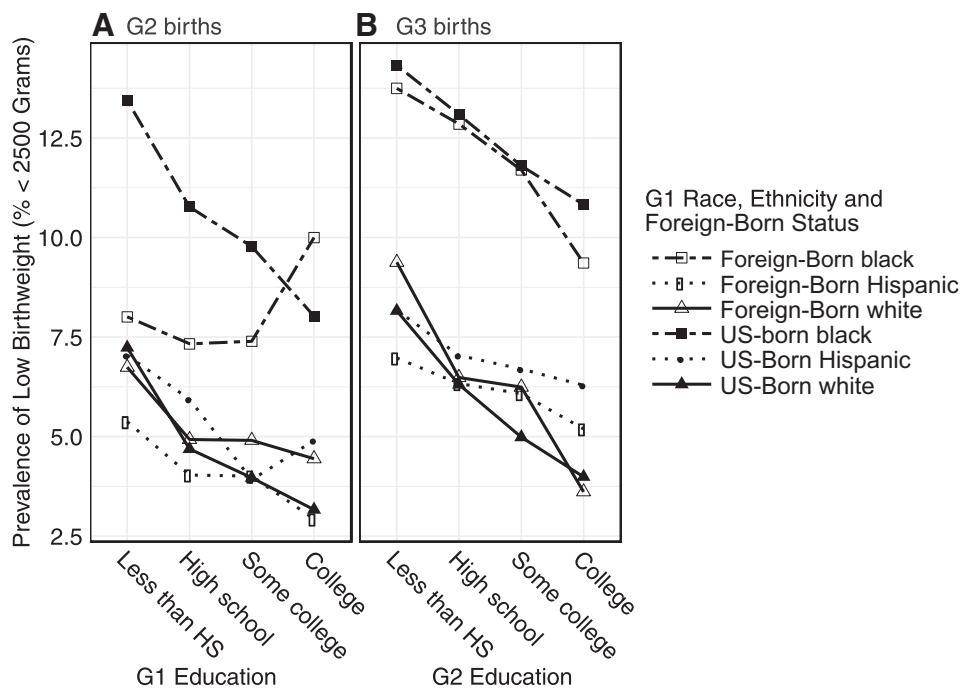 A G2 births
B G3 births
Prevalence of Low Birthweight (% < 2500 Grams)
12.5
10.0
7.5
5.0
2.5
Less than HS
High school
Some college
College
Less than HS
High school
Some college
College
G1 Education
G2 Education
G1 Race, Ethnicity and
Foreign-Born Status
Foreign-Born black
Foreign-Born Hispanic
Foreign-Born white
US-born black
US-Born Hispanic
US-Born white